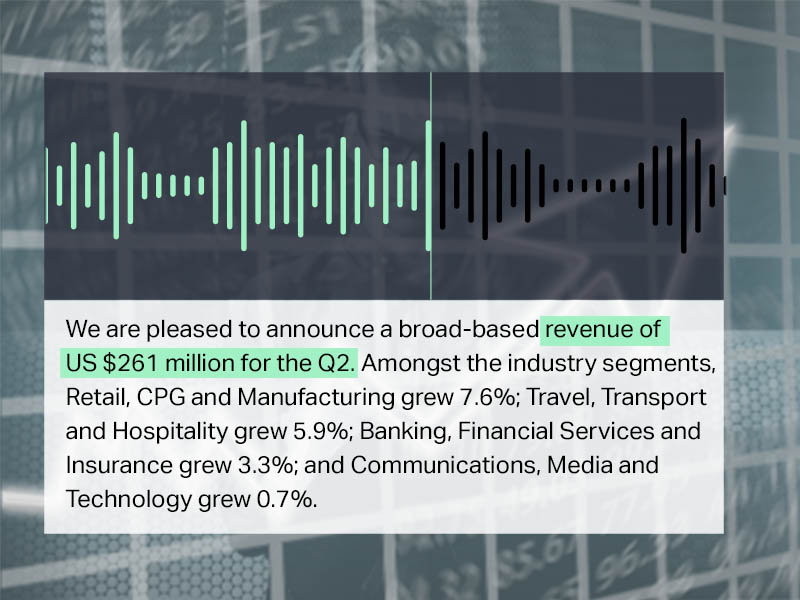 We are pleased to announce a broad-based revenue of
US $261 million for the Q2. Amongst the industry segments,
Retail, CPG and Manufacturing grew 7.6%; Travel, Transport
and Hospitality grew 5.9%; Banking, Financial Services and
Insurance grew 3.3%; and Communications, Media and
Technology grew 0.7%.